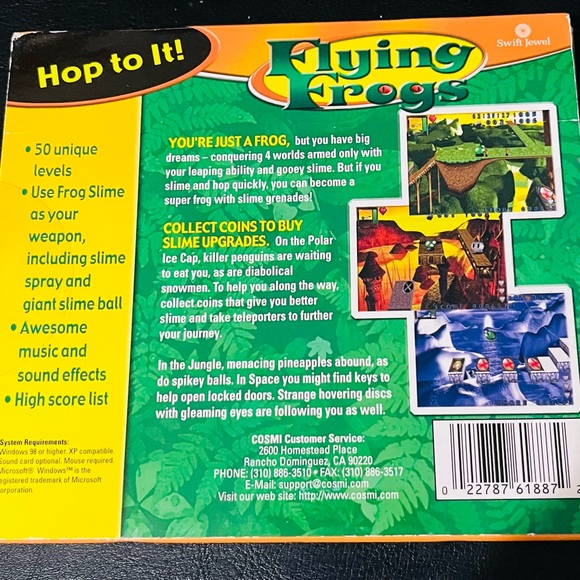 Hop to It!
Flying
Frogs
Swift Jewel
• 50 unique
levels
• Use Frog Slime
as your
weapon,
including slime
spray and
giant slime ball
• Awesome
music and
sound effects
• High score list
System Requirements:
Windows 98 or higher. XP compatible.
Sound card optional. Mouse required.
Microsoft® Windows™ is the
registered trademark of Microsoft
orporation.
YOU'RE JUST A FROG, but you have big
dreams – conquering 4 worlds armed only with
your leaping ability and gooey slime. But if you
slime and hop quickly, you can become a
super frog with slime grenades!
COLLECT COINS TO BUY
SLIME UPGRADES. On the Polar
Ice Cap, killer penguins are waiting
to eat you, as are diabolical
snowmen. To help you along the way,
collect coins that give you better
slime and take teleporters to further
your journey.
In the Jungle, menacing pineapples abound, as
do spikey balls. In Space you might find keys to
help open locked doors. Strange hovering discs
with gleaming eyes are following you as well.
COSMI Customer Service:
2600 Homestead Place
Rancho Dominguez, CA 90220
PHONE: (310) 886-3510 • FAX: (310) 886-3517
E-Mail: support@cosmi.com
Visit our web site: http://www.cosmi.com/
0 22787 61887 2